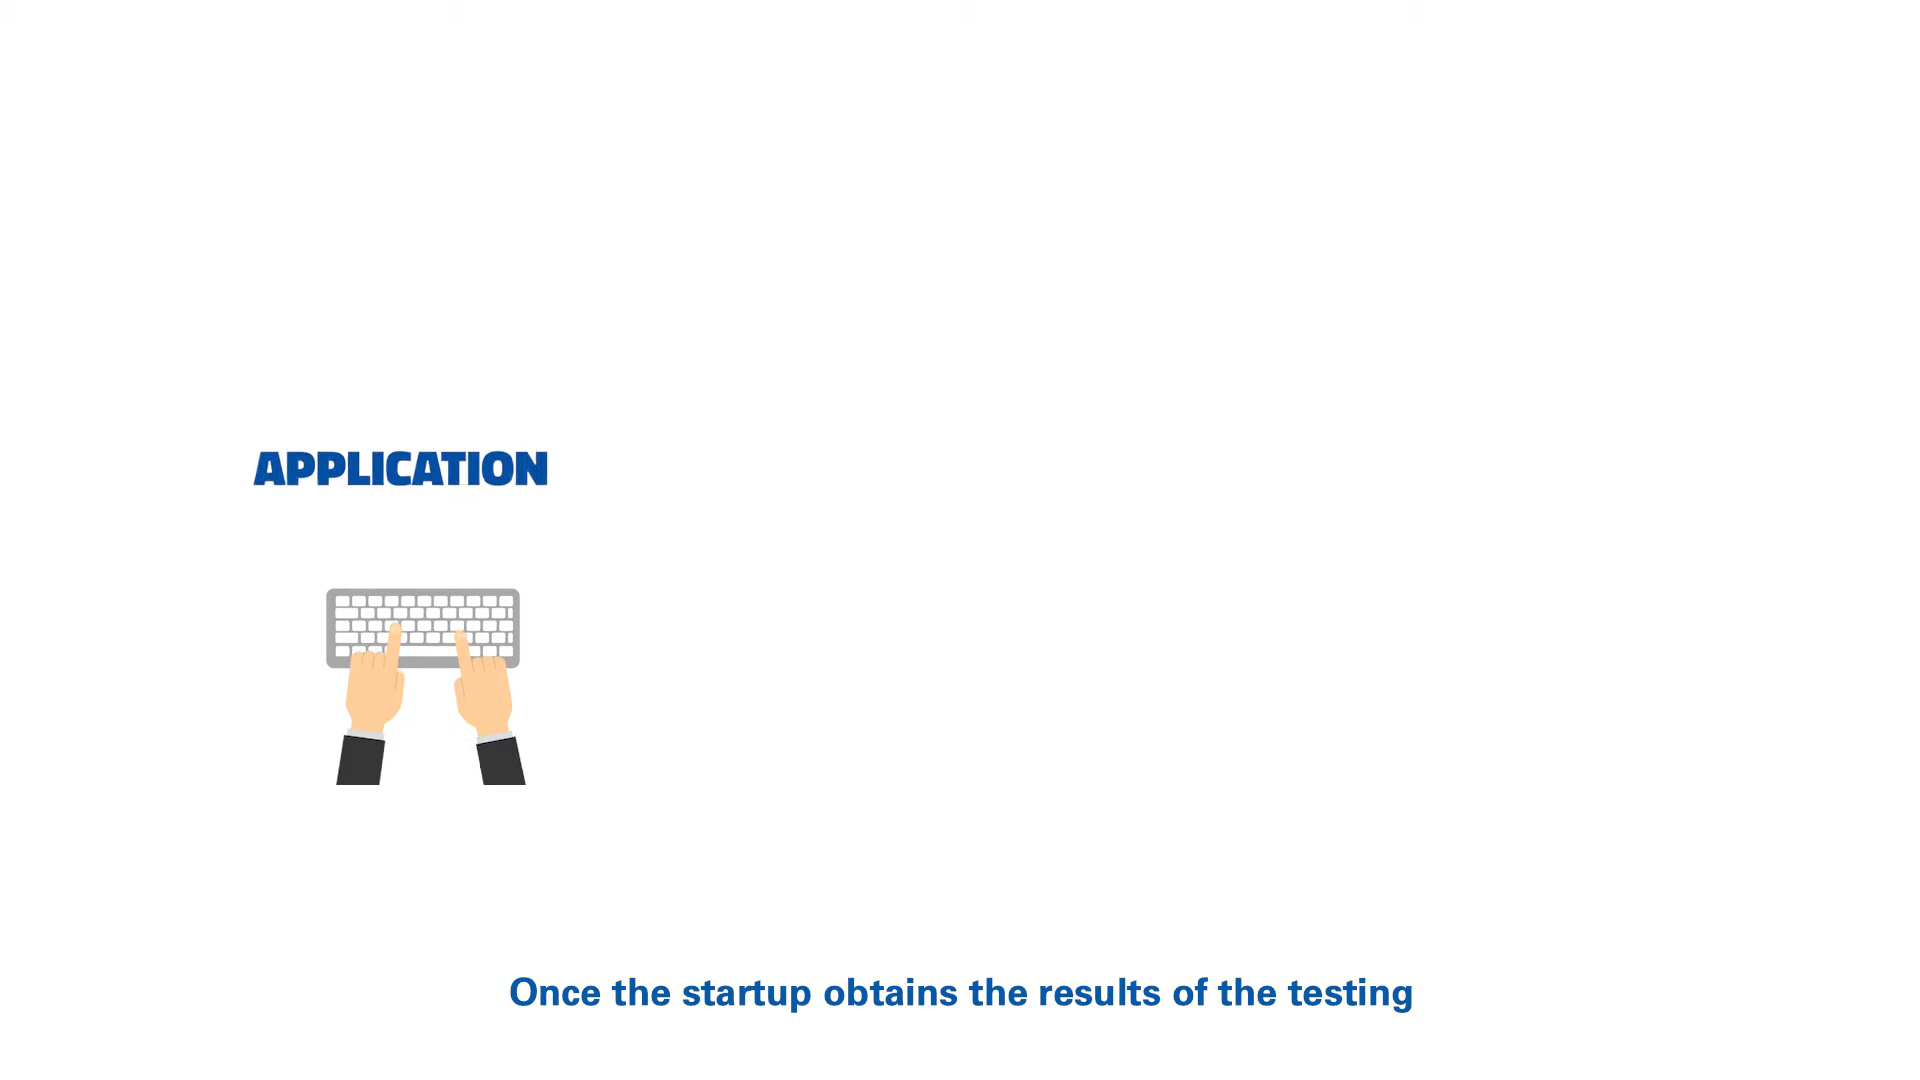 APPLICATION
Once the startup obtains the results of the testing